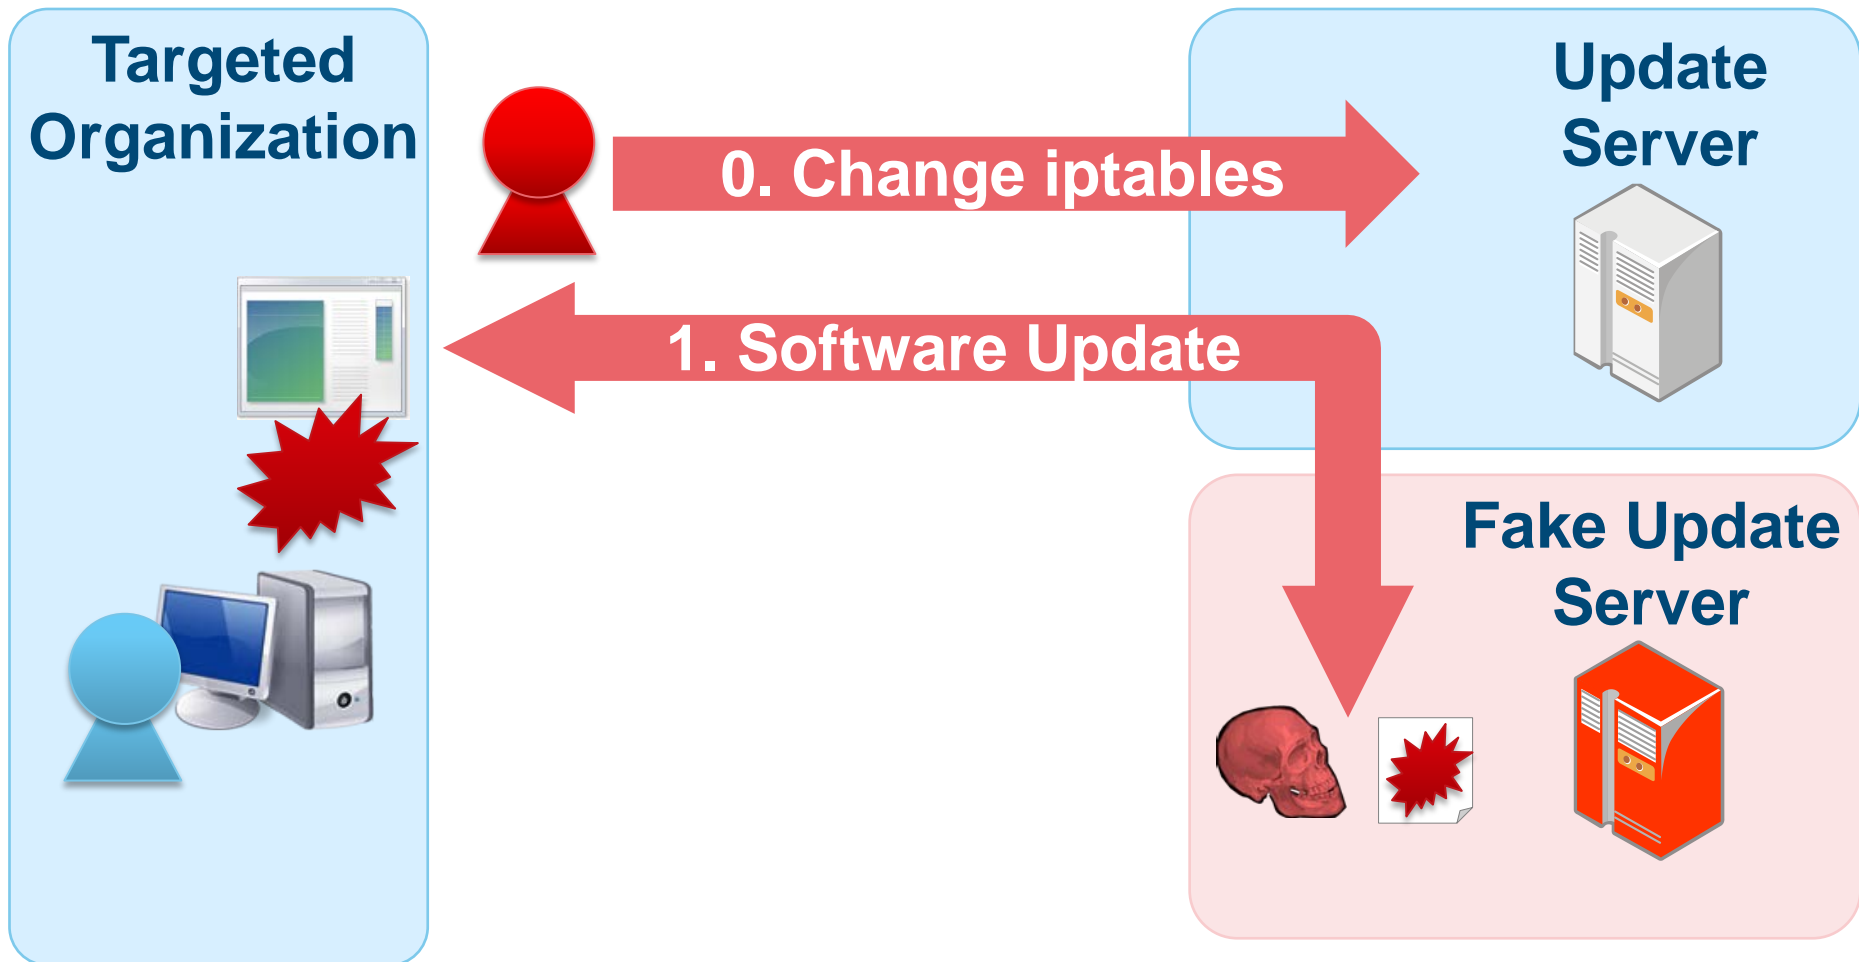 Targeted
Organization
0. Change iptables
Update
Server
1. Software Update
Fake Update
Server